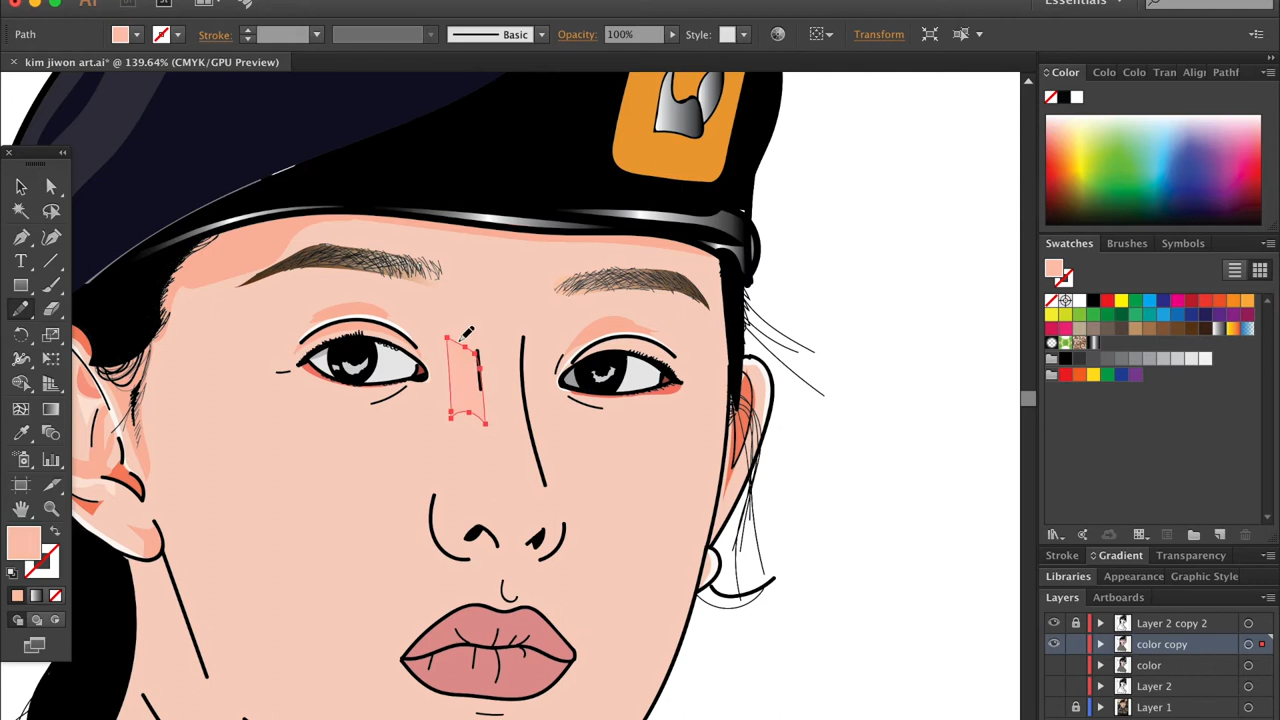 Ai
Essentials
Path
Stroke:
Basic
Opacity: 100%
Style:
Transform
× kim jiwon art.ai* @ 139.64% (CMYK/GPU Preview)
Color Colo Colo Tran Aligr Pathf
Swatches Brushes Symbols
Stroke Gradient Transparency
Libraries Appearance Graphic Style
Layers Artboards
Layer 2 copy 2
color copy
color
Layer 2
Layer 1